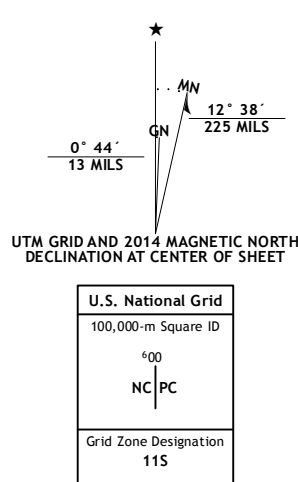 ★
MN
GN
12° 38´
225 MILS
0° 44´
13 MILS
UTM GRID AND 2014 MAGNETIC NORTH
DECLINATION AT CENTER OF SHEET
U.S. National Grid
100,000-m Square ID
⁶00
NC PC
Grid Zone Designation
11S